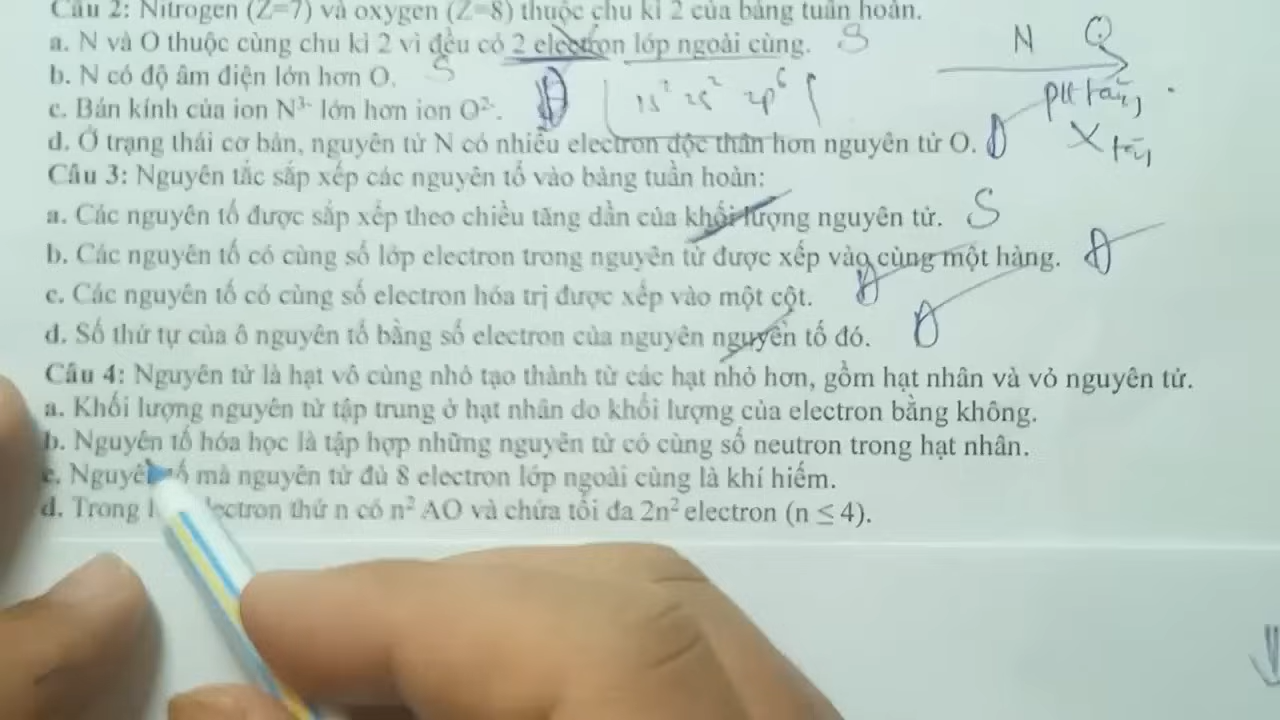 Câu 2: Nitrogen (Z=7) và oxygen (Z=8) thuộc chu kì 2 của bảng tuần hoàn.
a. N và O thuộc cùng chu kì 2 vì đều có 2 electron lớp ngoài cùng. S
N O
b. N có độ âm điện lớn hơn O. S
c. Bán kính của ion N³⁻ lớn hơn ion O²⁻. Đ 1s² 2s² 2p⁶
pk tăng
X tăng
d. Ở trạng thái cơ bản, nguyên tử N có nhiều electron độc thân hơn nguyên tử O. Đ
Câu 3: Nguyên tắc sắp xếp các nguyên tố vào bảng tuần hoàn:
a. Các nguyên tố được sắp xếp theo chiều tăng dần của khối lượng nguyên tử. S
b. Các nguyên tố có cùng số lớp electron trong nguyên tử được xếp vào cùng một hàng. Đ
c. Các nguyên tố có cùng số electron hóa trị được xếp vào một cột. Đ
d. Số thứ tự của ô nguyên tố bằng số electron của nguyên nguyên tố đó. Đ
Câu 4: Nguyên tử là hạt vô cùng nhỏ tạo thành từ các hạt nhỏ hơn, gồm hạt nhân và vỏ nguyên tử.
a. Khối lượng nguyên tử tập trung ở hạt nhân do khối lượng của electron bằng không.
b. Nguyên tố hóa học là tập hợp những nguyên tử có cùng số neutron trong hạt nhân.
c. Nguyên tố mà nguyên tử đủ 8 electron lớp ngoài cùng là khí hiếm.
d. Trong electron thứ n có n² AO và chứa tối đa 2n² electron (n ≤ 4).